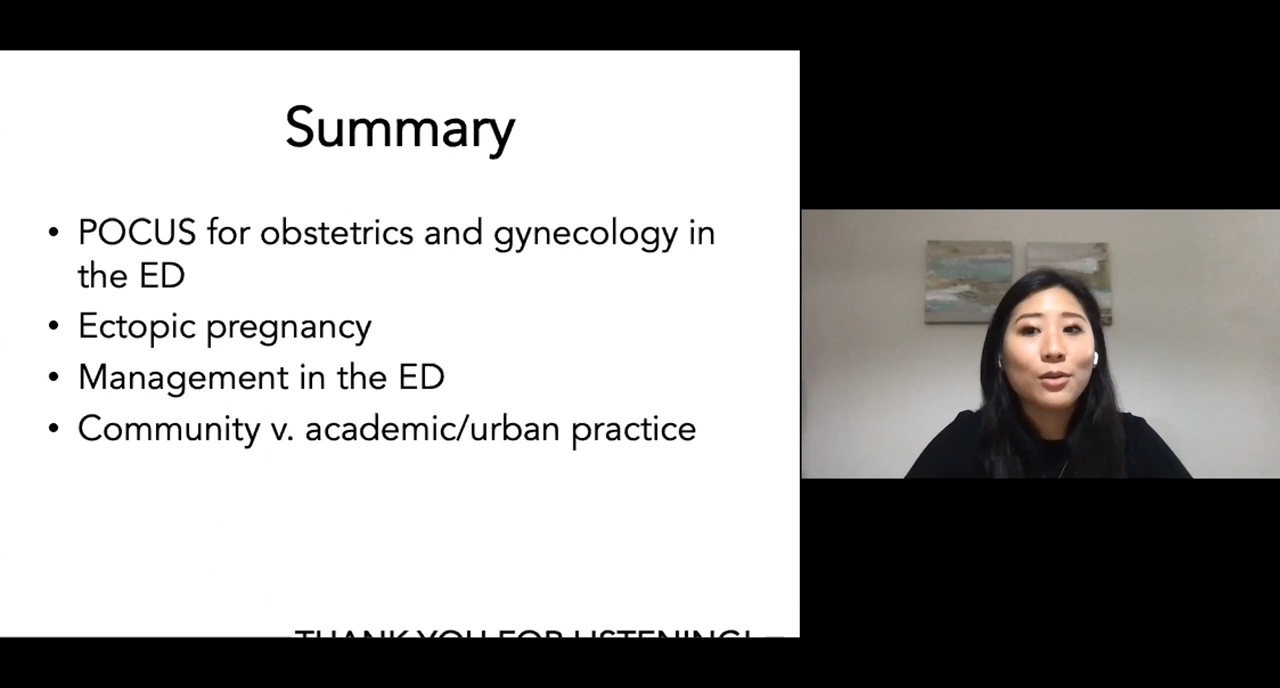 Summary
• POCUS for obstetrics and gynecology in
the ED
• Ectopic pregnancy
• Management in the ED
• Community v. academic/urban practice
THANK YOU FOR LISTENING!